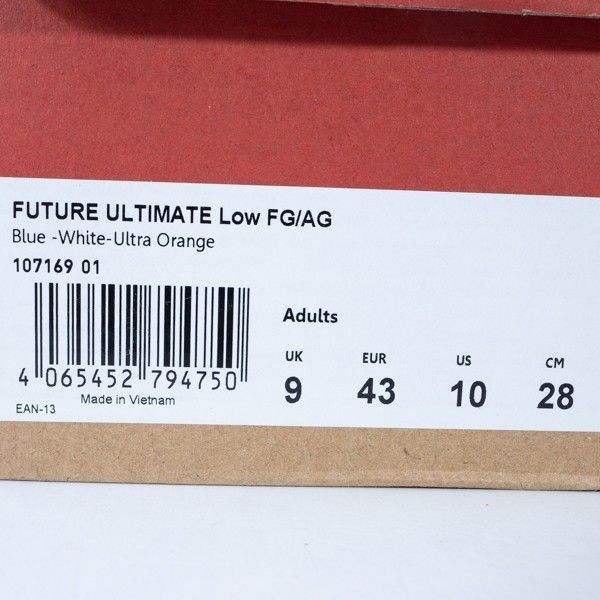 FUTURE ULTIMATE Low FG/AG
Blue -White-Ultra Orange
107169 01
4 065452 794750
EAN-13
Made in Vietnam
Adults
UK EUR US CM
9 43 10 28